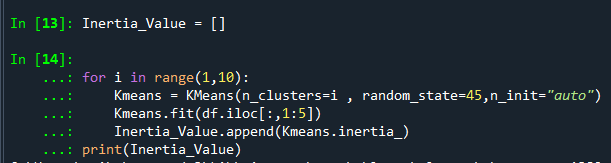 In [13]: Inertia_Value = []
In [14]:
...: for i in range(1,10):
...:     Kmeans = KMeans(n_clusters=i , random_state=45,n_init="auto")
...:     Kmeans.fit(df.iloc[:,1:5])
...:     Inertia_Value.append(Kmeans.inertia_)
...: print(Inertia_Value)